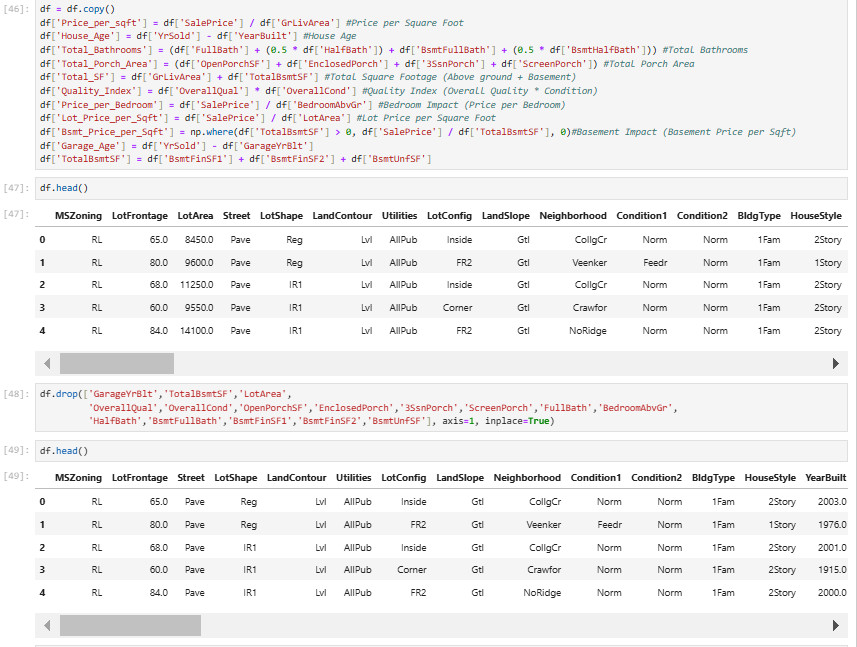 [46]: df = df.copy()
df['Price_per_sqft'] = df['SalePrice'] / df['GrLivArea'] #Price per Square Foot
df['House_Age'] = df['YrSold'] - df['YearBuilt'] #House Age
df['Total_Bathrooms'] = (df['FullBath'] + (0.5 * df['HalfBath']) + df['BsmtFullBath'] + (0.5 * df['BsmtHalfBath'])) #Total Bathrooms
df['Total_Porch_Area'] = (df['OpenPorchSF'] + df['EnclosedPorch'] + df['3SsnPorch'] + df['ScreenPorch']) #Total Porch Area
df['Total_SF'] = df['GrLivArea'] + df['TotalBsmtSF'] #Total Square Footage (Above ground + Basement)
df['Quality_Index'] = df['OverallQual'] * df['OverallCond'] #Quality Index (Overall Quality * Condition)
df['Price_per_Bedroom'] = df['SalePrice'] / df['BedroomAbvGr'] #Bedroom Impact (Price per Bedroom)
df['Lot_Price_per_Sqft'] = df['SalePrice'] / df['LotArea'] #Lot Price per Square Foot
df['Bsmt_Price_per_Sqft'] = np.where(df['TotalBsmtSF'] > 0, df['SalePrice'] / df['TotalBsmtSF'], 0)#Basement Impact (Basement Price per Sqft)
df['Garage_Age'] = df['YrSold'] - df['GarageYrBlt']
df['TotalBsmtSF'] = df['BsmtFinSF1'] + df['BsmtFinSF2'] + df['BsmtUnfSF']
[47]: df.head()
[47]: MSZoning LotFrontage LotArea Street LotShape LandContour Utilities LotConfig LandSlope Neighborhood Condition1 Condition2 BldgType HouseStyle
0 RL 65.0 8450.0 Pave Reg Lvl AllPub Inside Gtl CollgCr Norm Norm 1Fam 2Story
1 RL 80.0 9600.0 Pave Reg Lvl AllPub FR2 Gtl Veenker Feedr Norm 1Fam 1Story
2 RL 68.0 11250.0 Pave IR1 Lvl AllPub Inside Gtl CollgCr Norm Norm 1Fam 2Story
3 RL 60.0 9550.0 Pave IR1 Lvl AllPub Corner Gtl Crawfor Norm Norm 1Fam 2Story
4 RL 84.0 14100.0 Pave IR1 Lvl AllPub FR2 Gtl NoRidge Norm Norm 1Fam 2Story
[48]: df.drop(['GarageYrBlt','TotalBsmtSF','LotArea',
'OverallQual','OverallCond','OpenPorchSF','EnclosedPorch','3SsnPorch','ScreenPorch','FullBath','BedroomAbvGr',
'HalfBath','BsmtFullBath','BsmtFinSF1','BsmtFinSF2','BsmtUnfSF'], axis=1, inplace=True)
[49]: df.head()
[49]: MSZoning LotFrontage Street LotShape LandContour Utilities LotConfig LandSlope Neighborhood Condition1 Condition2 BldgType HouseStyle YearBuilt
0 RL 65.0 Pave Reg Lvl AllPub Inside Gtl CollgCr Norm Norm 1Fam 2Story 2003.0
1 RL 80.0 Pave Reg Lvl AllPub FR2 Gtl Veenker Feedr Norm 1Fam 1Story 1976.0
2 RL 68.0 Pave IR1 Lvl AllPub Inside Gtl CollgCr Norm Norm 1Fam 2Story 2001.0
3 RL 60.0 Pave IR1 Lvl AllPub Corner Gtl Crawfor Norm Norm 1Fam 2Story 1915.0
4 RL 84.0 Pave IR1 Lvl AllPub FR2 Gtl NoRidge Norm Norm 1Fam 2Story 2000.0